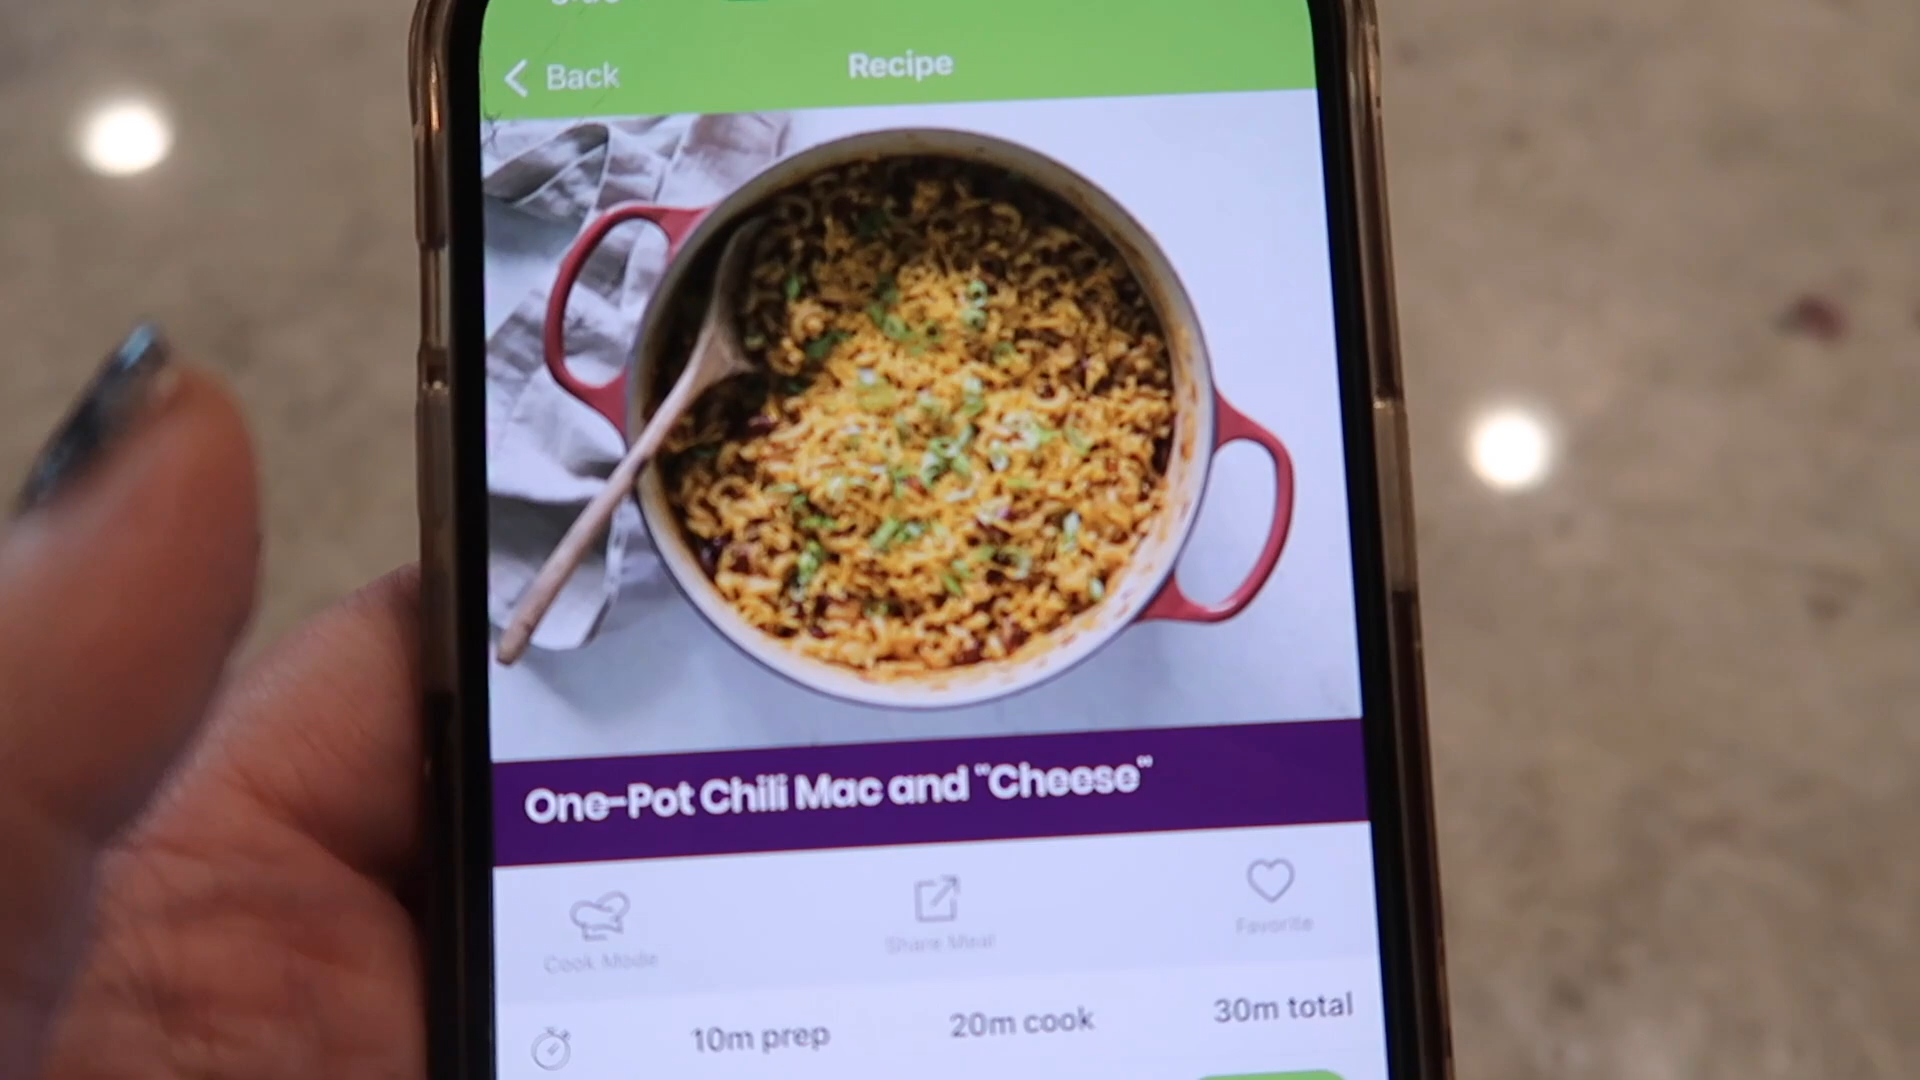 Back
Recipe
One-Pot Chili Mac and "Cheese"
Cook Mode
Share Meal
Favorite
10m prep
20m cook
30m total